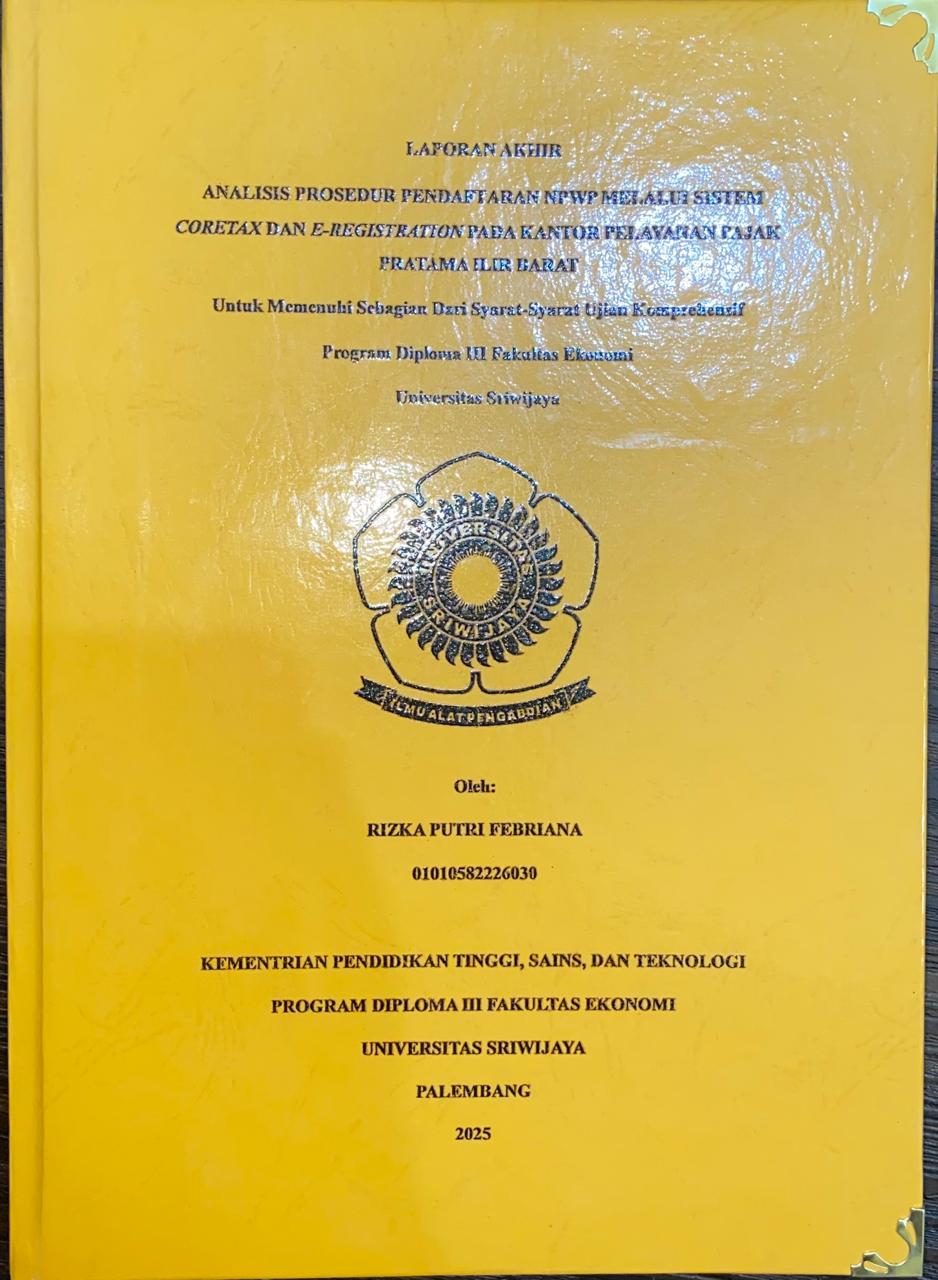 LAPORAN AKHIR
ANALISIS PROSEDUR PENDAFTARAN NPWP MELALUI SISTEM
CORETAX DAN E-REGISTRATION PADA KANTOR PELAYANAN PAJAK
PRATAMA ILIR BARAT
Untuk Memenuhi Sebagian Dari Syarat-Syarat Ujian Komprehensif
Program Diploma III Fakultas Ekonomi
Universitas Sriwijaya
UNIVERSITAS
SRIWIJAYA
ILMU ALAT PENGABDIAN
Oleh:
RIZKA PUTRI FEBRIANA
01010582226030
KEMENTRIAN PENDIDIKAN TINGGI, SAINS, DAN TEKNOLOGI
PROGRAM DIPLOMA III FAKULTAS EKONOMI
UNIVERSITAS SRIWIJAYA
PALEMBANG
2025